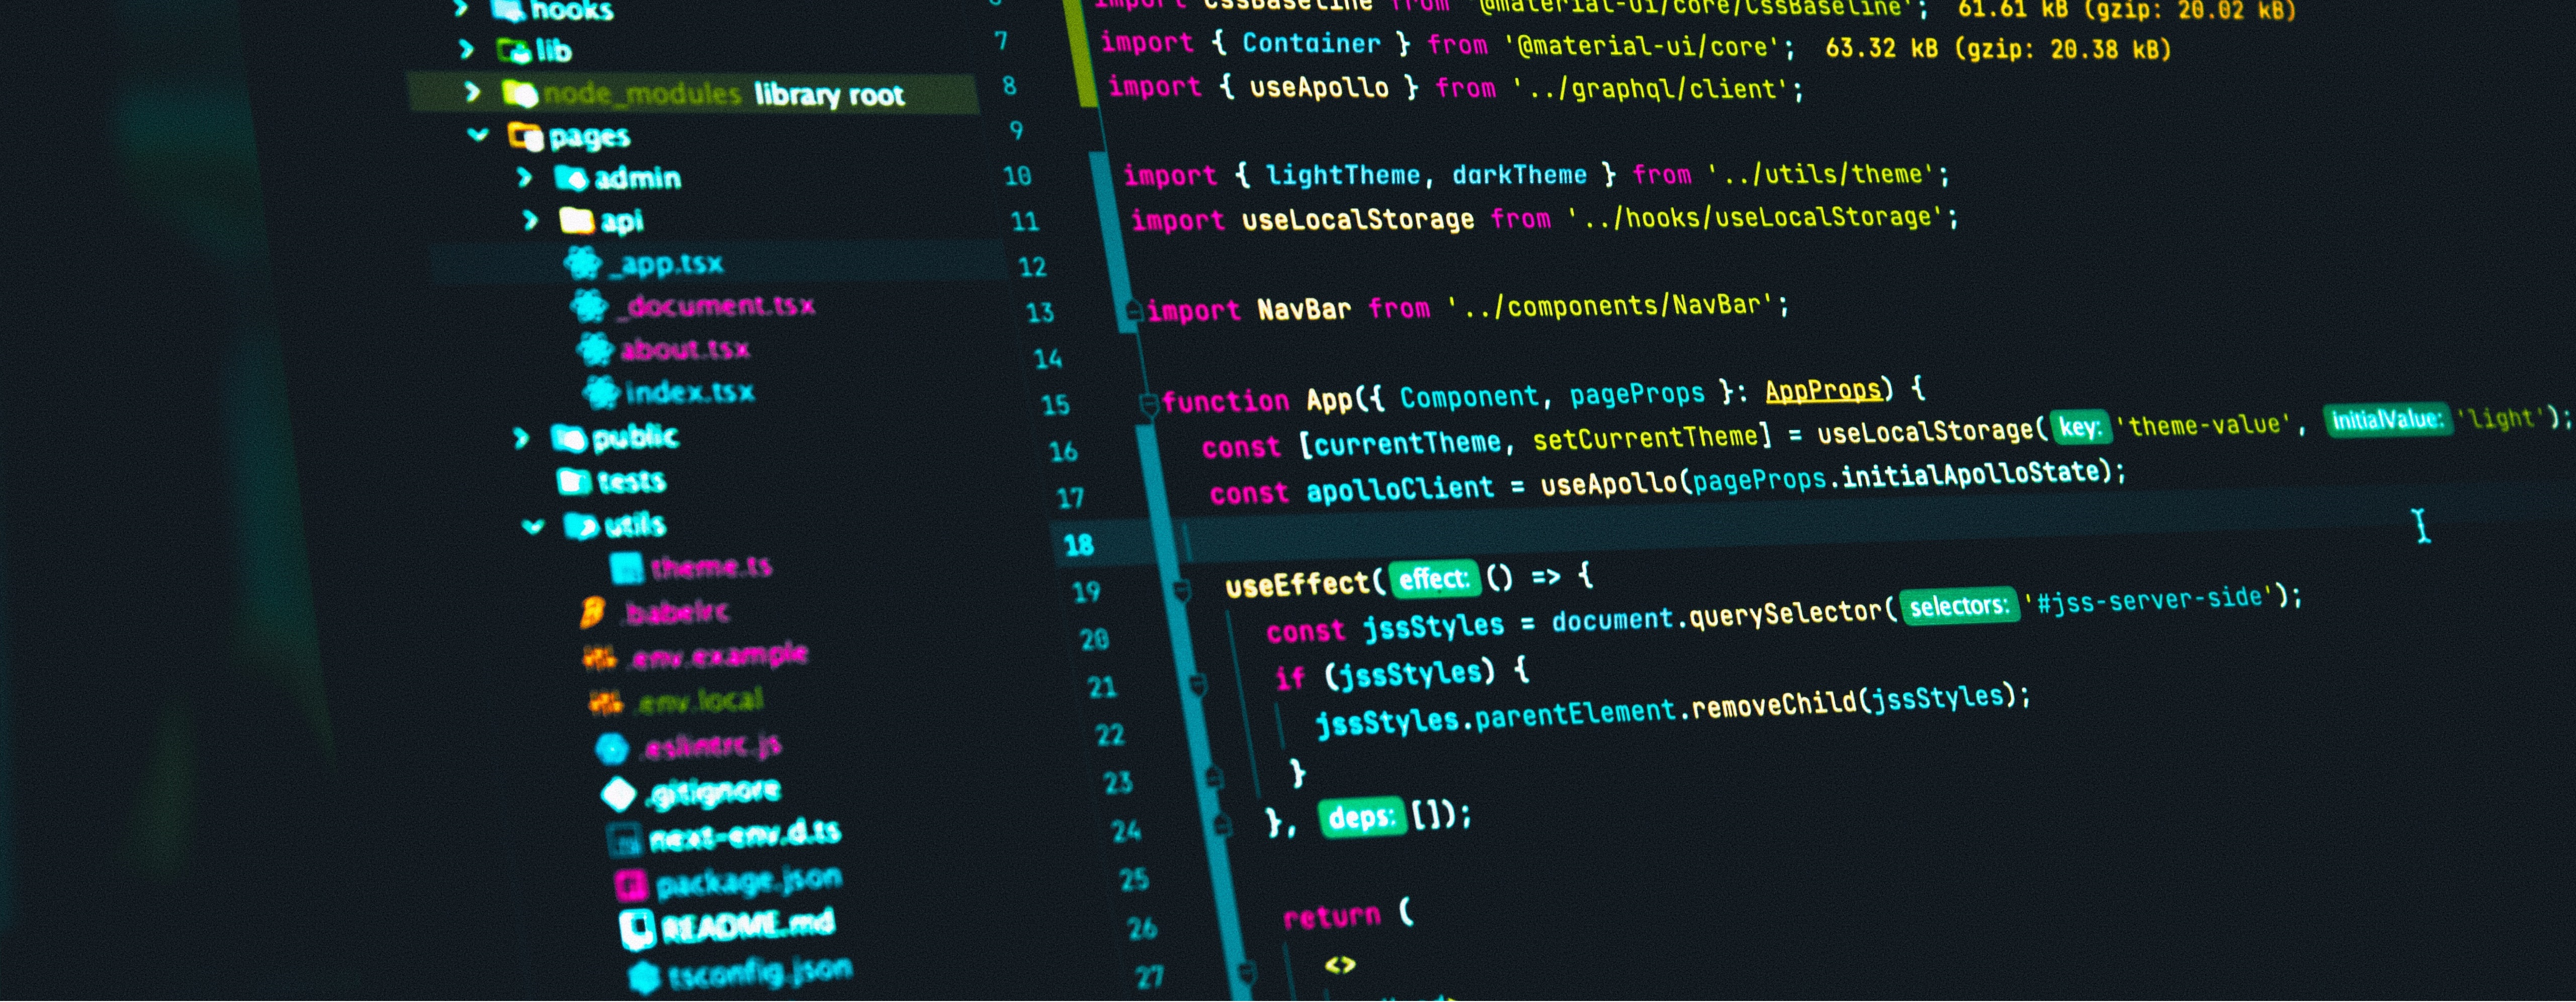 hooks
lib
node_modules library root
pages
admin
api
_app.tsx
_document.tsx
about.tsx
index.tsx
public
tests
utils
theme.ts
.babelrc
.env.example
.env.local
.eslintrc.js
.gitignore
next-env.d.ts
package.json
README.md
tsconfig.json
import CssBaseline from '@material-ui/core/CssBaseline'; 61.61 kB (gzip: 20.02 kB)
7 import { Container } from '@material-ui/core'; 63.32 kB (gzip: 20.38 kB)
8 import { useApollo } from '../graphql/client';
9
10 import { lightTheme, darkTheme } from '../utils/theme';
11 import useLocalStorage from '../hooks/useLocalStorage';
12
13 import NavBar from '../components/NavBar';
14
15 function App({ Component, pageProps }: AppProps) {
16 const [currentTheme, setCurrentTheme] = useLocalStorage( key: 'theme-value', initialValue: 'light');
17 const apolloClient = useApollo(pageProps.initialApolloState);
18
19 useEffect( effect: () => {
20 const jssStyles = document.querySelector( selectors: '#jss-server-side');
21 if (jssStyles) {
22 jssStyles.parentElement.removeChild(jssStyles);
23 }
24 }, deps: []);
25
26 return (
27 <>